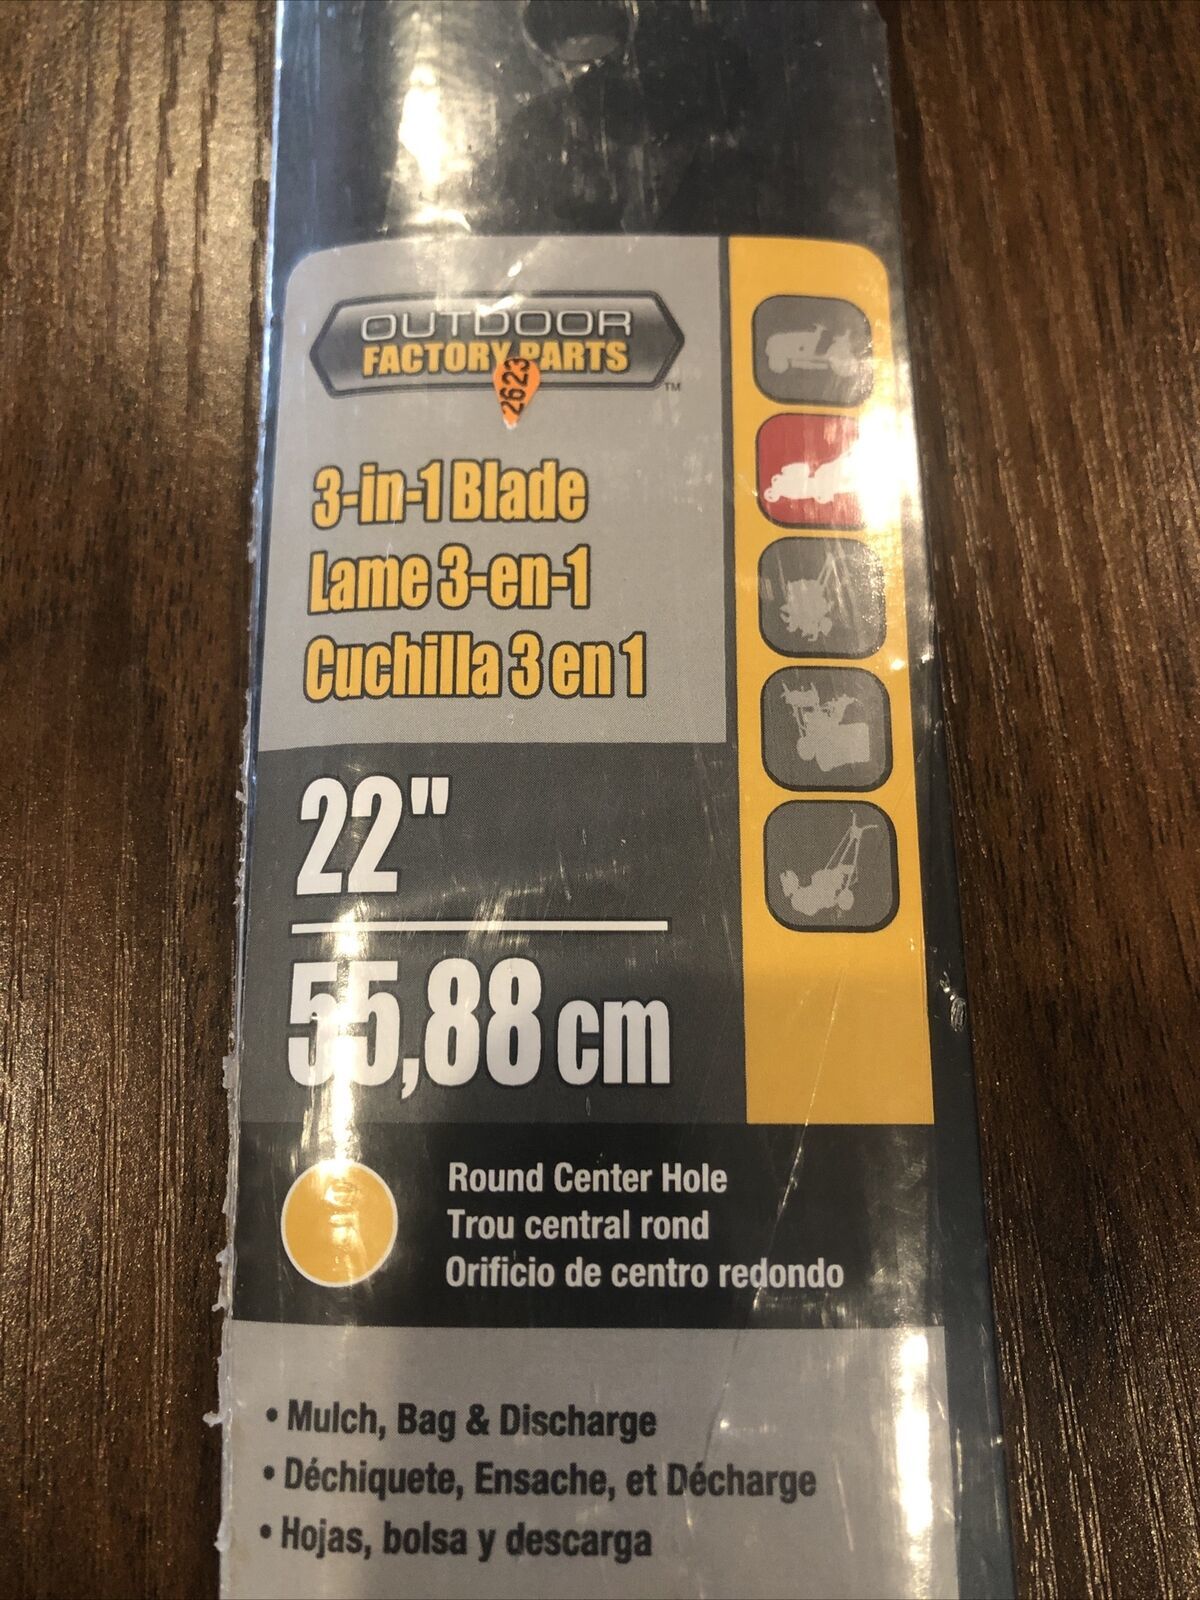 OUTDOOR
FACTORY PARTS
TM
2623
3-in-1 Blade
Lame 3-en-1
Cuchilla 3 en 1
22"
55,88 cm
Round Center Hole
Trou central rond
Orificio de centro redondo
• Mulch, Bag & Discharge
• Déchiquete, Ensache, et Décharge
• Hojas, bolsa y descarga